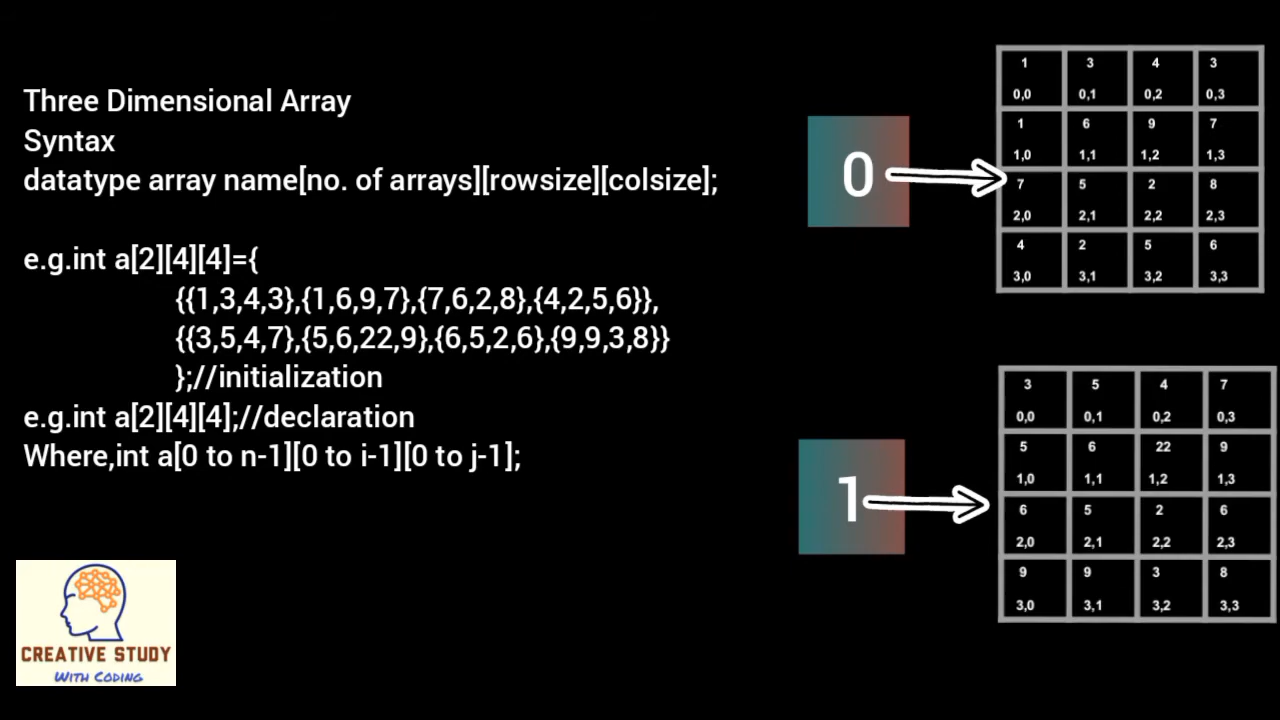 Three Dimensional Array
Syntax
datatype array name[no. of arrays][rowsize][colsize];
e.g.int a[2][4][4]={
{{1,3,4,3},{1,6,9,7},{7,6,2,8},{4,2,5,6}},
{{3,5,4,7},{5,6,22,9},{6,5,2,6},{9,9,3,8}}
};//initialization
e.g.int a[2][4][4];//declaration
Where,int a[0 to n-1][0 to i-1][0 to j-1];
CREATIVE STUDY
WITH CODING
0
1 3 4 3
0,0 0,1 0,2 0,3
1 6 9 7
1,0 1,1 1,2 1,3
7 5 2 8
2,0 2,1 2,2 2,3
4 2 5 6
3,0 3,1 3,2 3,3
1
3 5 4 7
0,0 0,1 0,2 0,3
5 6 22 9
1,0 1,1 1,2 1,3
6 5 2 6
2,0 2,1 2,2 2,3
9 9 3 8
3,0 3,1 3,2 3,3